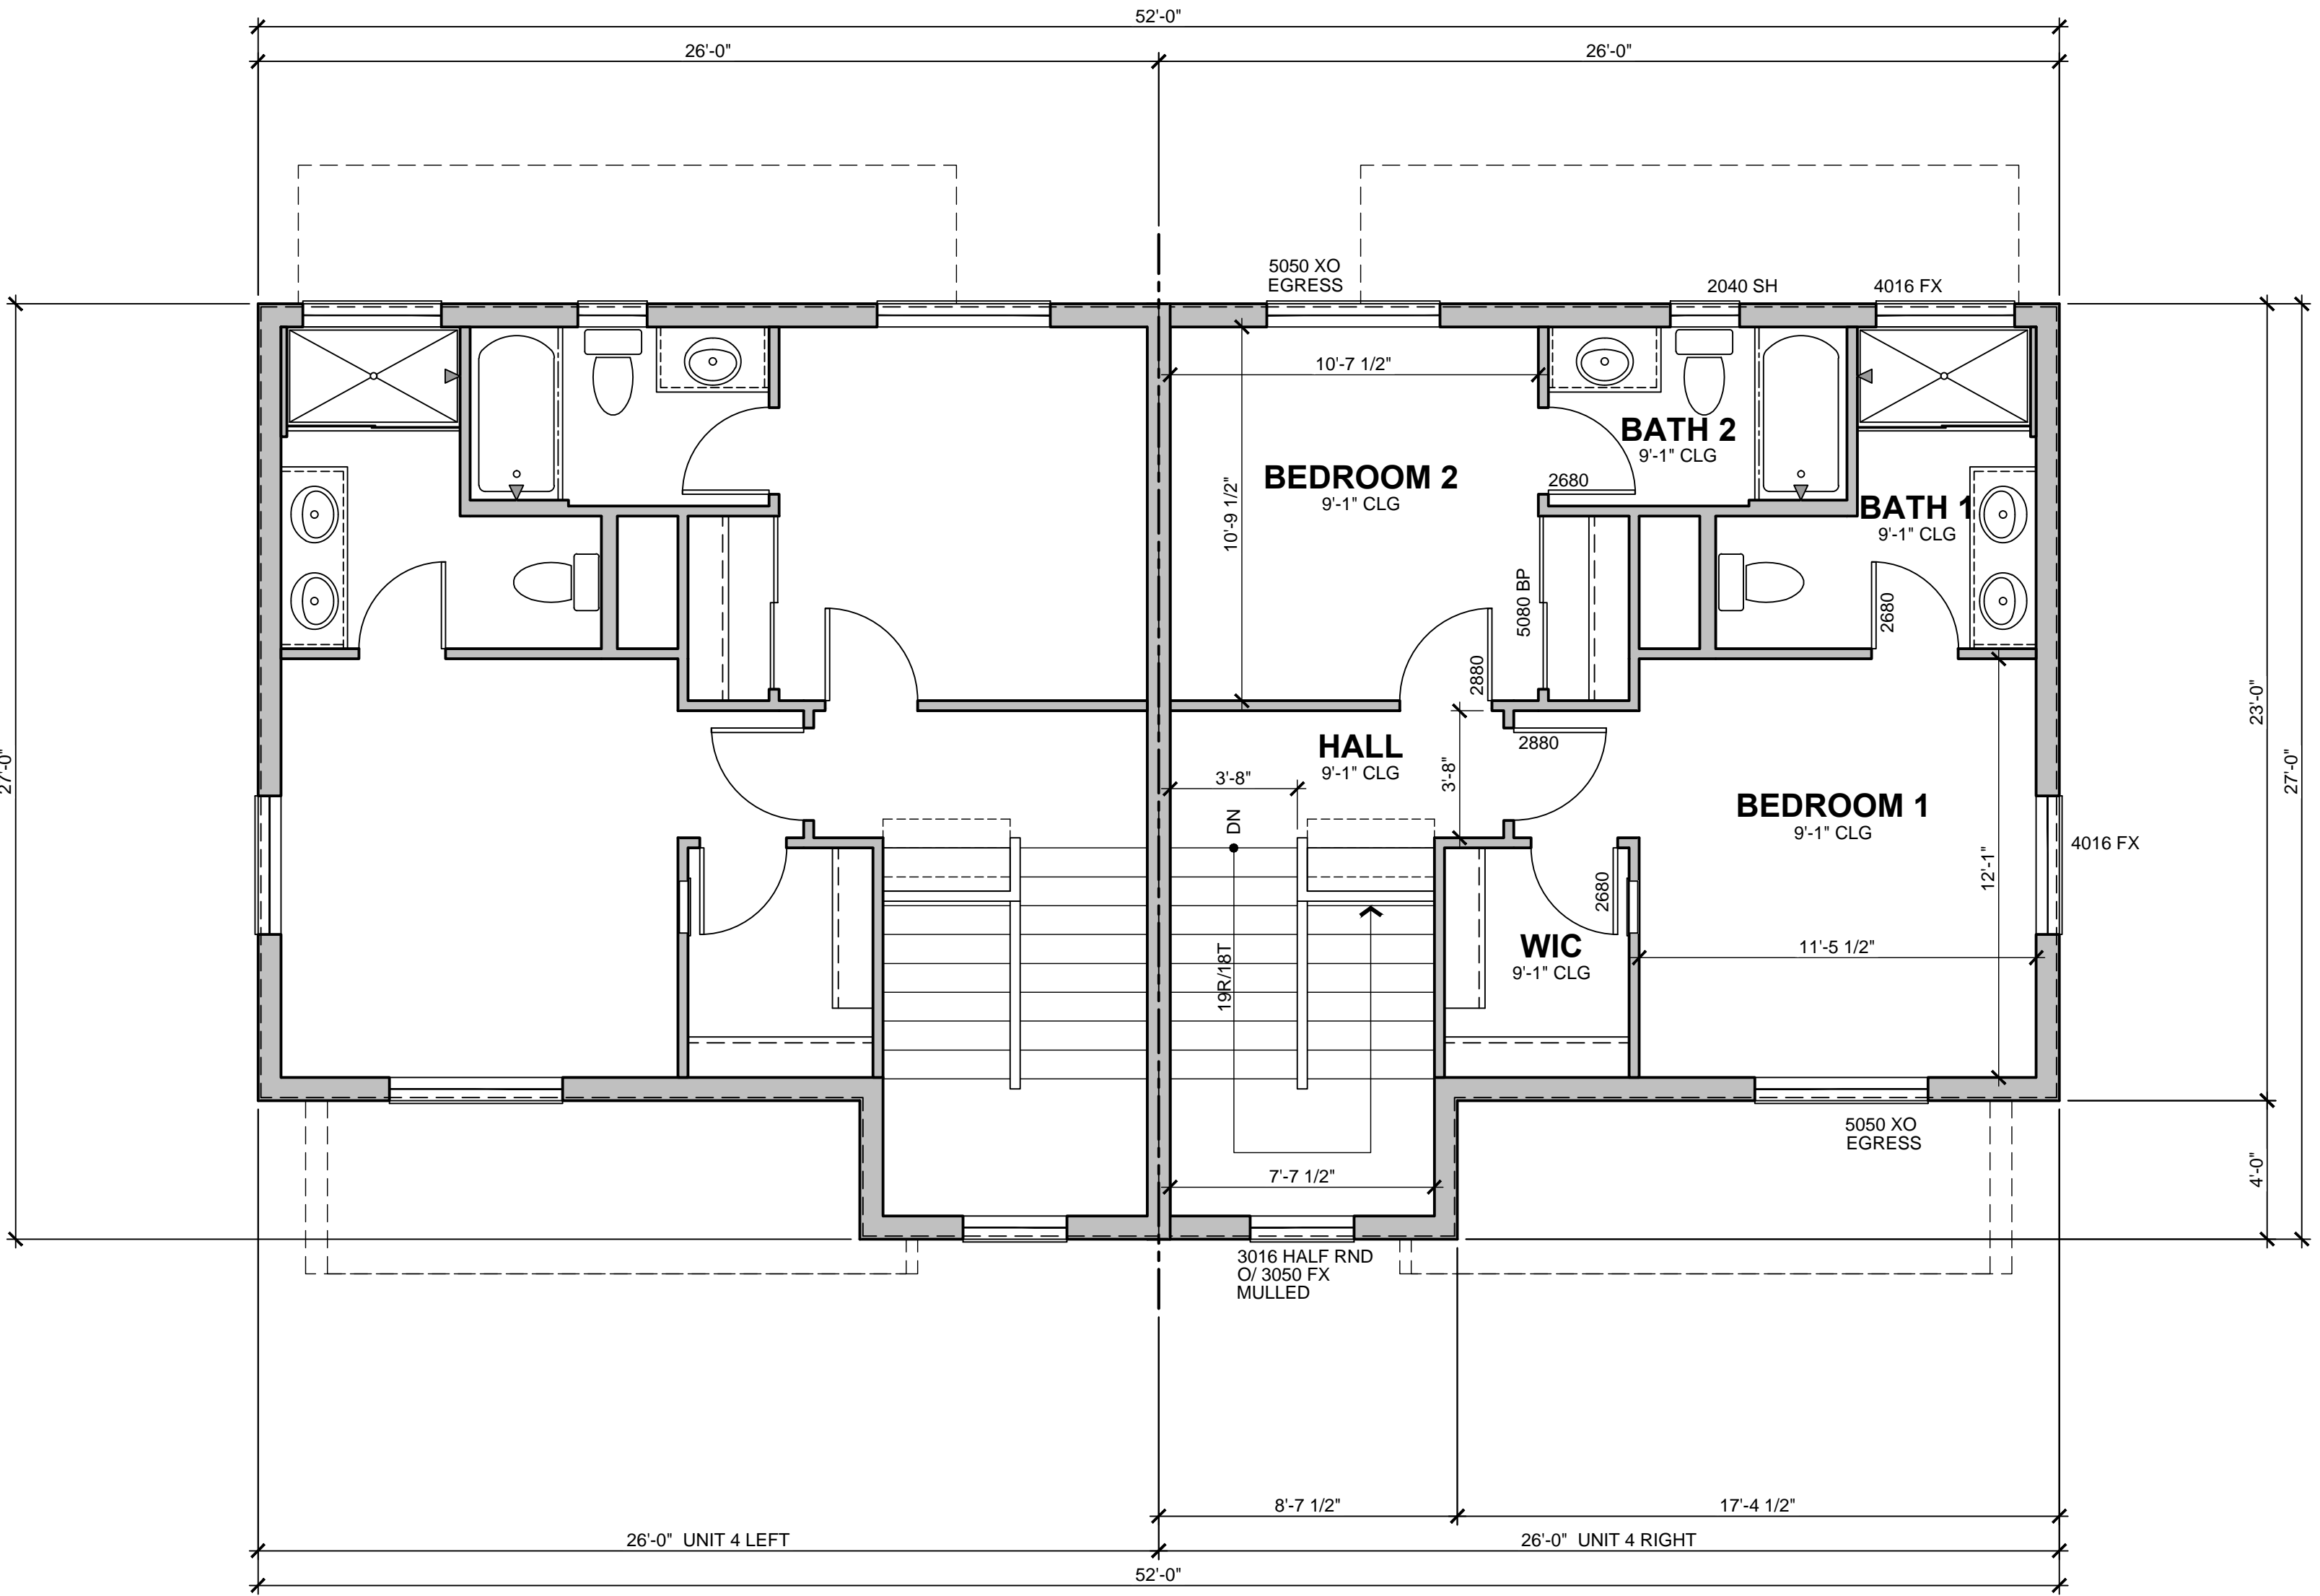 52'-0"
26'-0"
26'-0"
5050 XO
EGRESS
2040 SH
4016 FX
10'-7 1/2"
BATH 2
9'-1" CLG
BEDROOM 2
9'-1" CLG
2680
10'-9 1/2"
BATH 1
9'-1" CLG
5080 BP
2680
2880
23'-0"
27'-0"
27'-0"
HALL
9'-1" CLG
2880
3'-8"
3'-8"
DN
BEDROOM 1
9'-1" CLG
4016 FX
12'-1"
2680
WIC
9'-1" CLG
11'-5 1/2"
19R/18T
5050 XO
EGRESS
4'-0"
7'-7 1/2"
3016 HALF RND
O/ 3050 FX
MULLED
8'-7 1/2"
17'-4 1/2"
26'-0" UNIT 4 LEFT
26'-0" UNIT 4 RIGHT
52'-0"